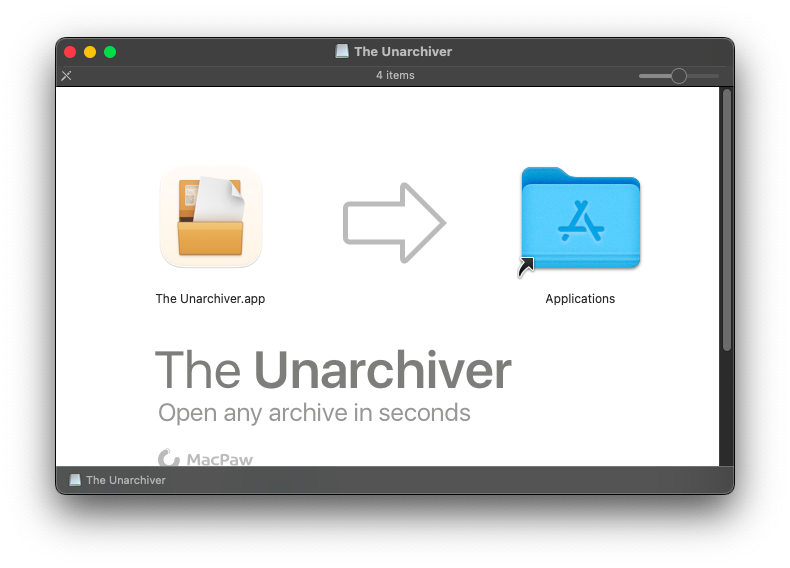 The Unarchiver
4 items
The Unarchiver.app
Applications
The Unarchiver
Open any archive in seconds
MacPaw
The Unarchiver